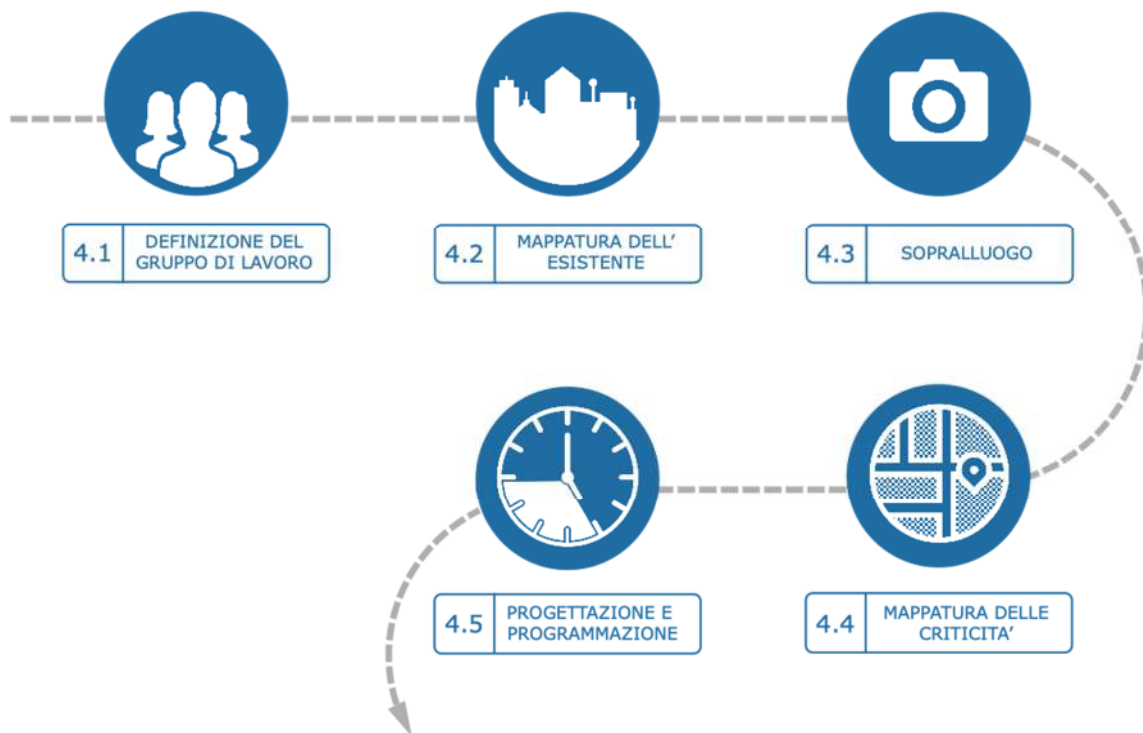 4.1
DEFINIZIONE DEL
GRUPPO DI LAVORO
4.2
MAPPATURA DELL’
ESISTENTE
4.3
SOPRALLUOGO
4.4
MAPPATURA DELLE
CRITICITA’
4.5
PROGETTAZIONE E
PROGRAMMAZIONE